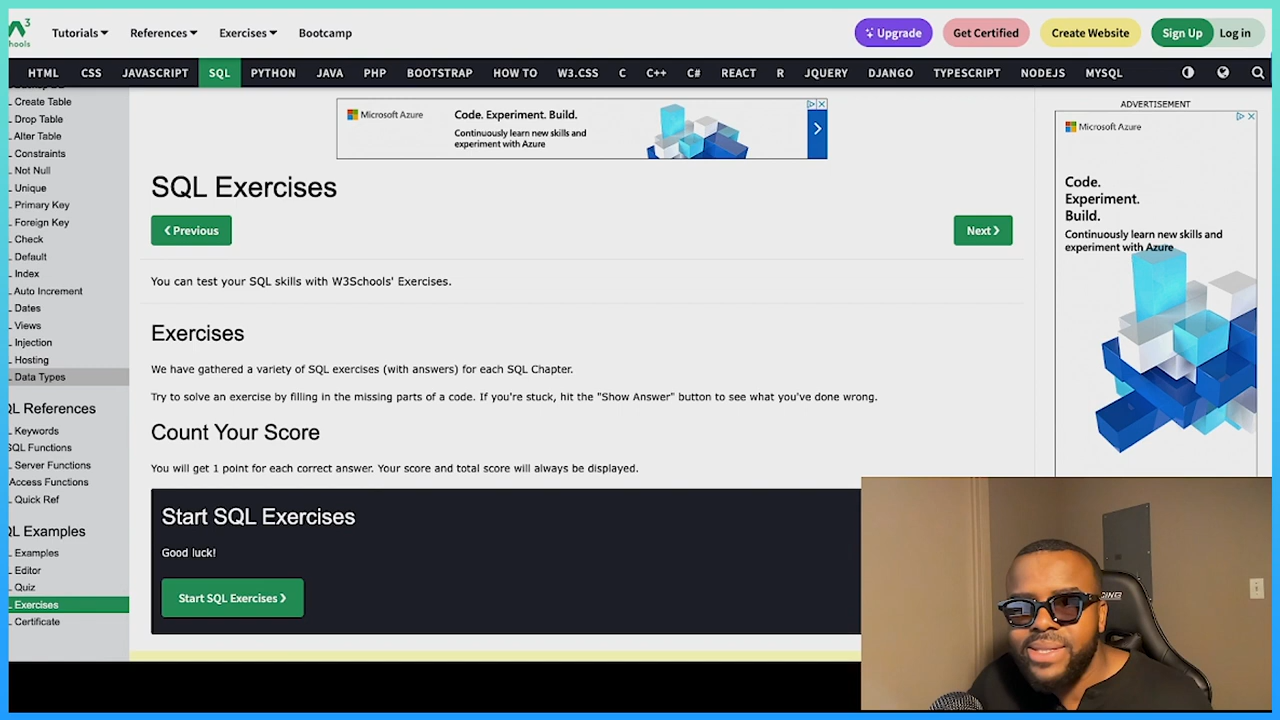 3
hools
Tutorials
References
Exercises
Bootcamp
Upgrade
Get Certified
Create Website
Sign Up
Log in
HTML
CSS
JAVASCRIPT
SQL
PYTHON
JAVA
PHP
BOOTSTRAP
HOW TO
W3.CSS
C
C++
C#
REACT
R
JQUERY
DJANGO
TYPESCRIPT
NODEJS
MYSQL
Create Table
Drop Table
Alter Table
Constraints
Not Null
Unique
Primary Key
Foreign Key
Check
Default
Index
Auto Increment
Dates
Views
Injection
Hosting
Data Types
QL References
Keywords
SQL Functions
Server Functions
Access Functions
Quick Ref
QL Examples
Examples
Editor
Quiz
Exercises
Certificate
Microsoft Azure
Code. Experiment. Build.
Continuously learn new skills and
experiment with Azure
SQL Exercises
❮ Previous
Next ❯
You can test your SQL skills with W3Schools' Exercises.
Exercises
We have gathered a variety of SQL exercises (with answers) for each SQL Chapter.
Try to solve an exercise by filling in the missing parts of a code. If you're stuck, hit the "Show Answer" button to see what you've done wrong.
Count Your Score
You will get 1 point for each correct answer. Your score and total score will always be displayed.
Start SQL Exercises
Good luck!
Start SQL Exercises ❯
ADVERTISEMENT
Microsoft Azure
Code.
Experiment.
Build.
Continuously learn new skills and
experiment with Azure